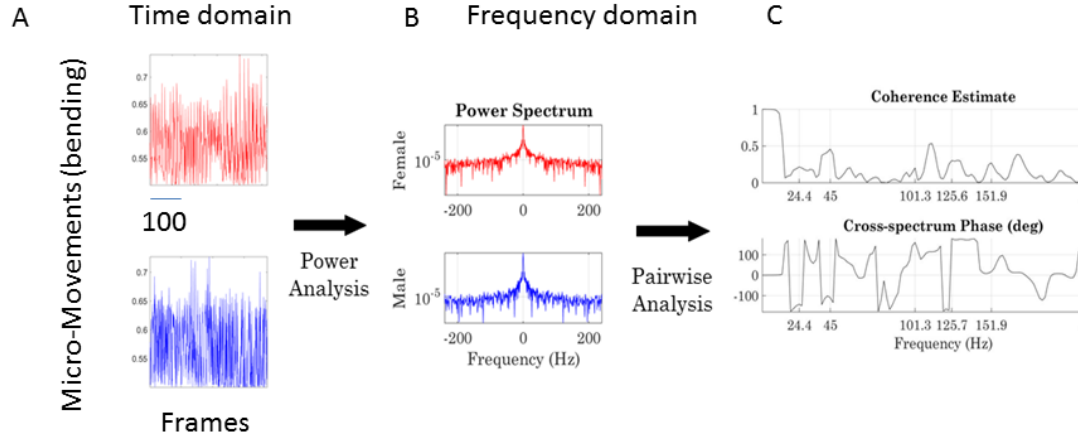 A
Time domain
B
Frequency domain
C
Micro-Movements (bending)
0.7
0.65
0.6
0.55
100
0.7
0.65
0.6
0.55
Frames
Power
Analysis
Power Spectrum
Female
10-5
-200 0 200
Male
10-5
-200 0 200
Frequency (Hz)
Pairwise
Analysis
Coherence Estimate
1
0.5
0
24.4 45 101.3 125.6 151.9
Cross-spectrum Phase (deg)
100
0
-100
24.4 45 101.3 125.7 151.9
Frequency (Hz)